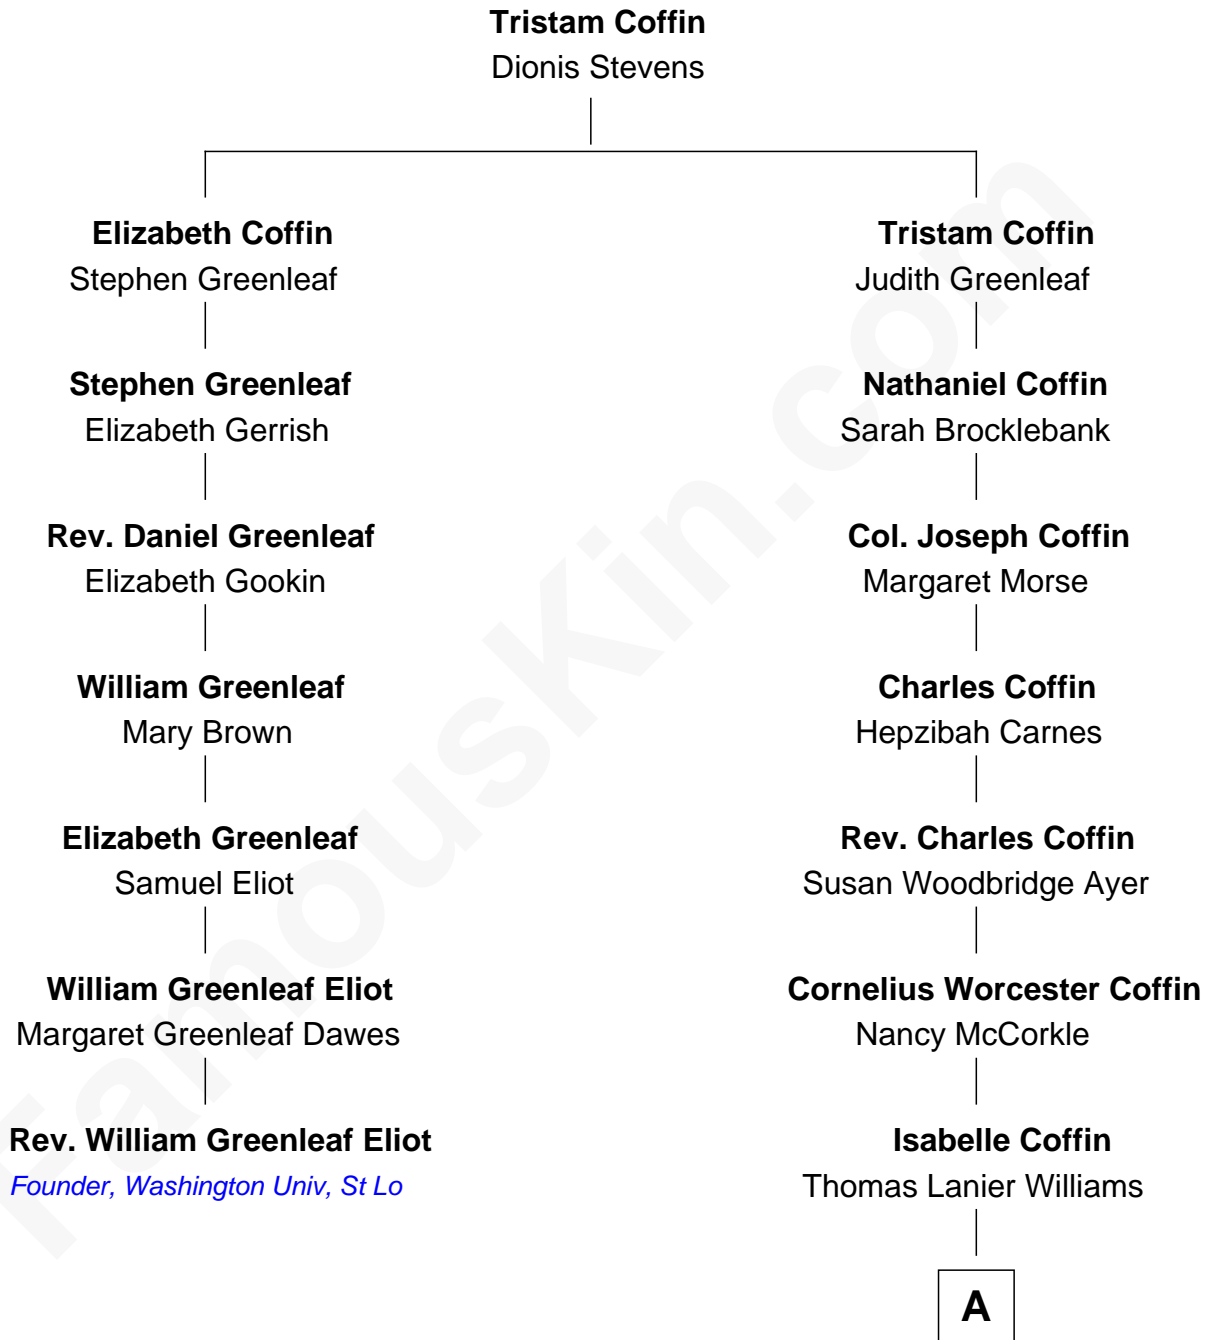 Tristam Coffin
Dionis Stevens
Elizabeth Coffin
Stephen Greenleaf
Tristam Coffin
Judith Greenleaf
Stephen Greenleaf
Elizabeth Gerrish
Nathaniel Coffin
Sarah Brocklebank
Rev. Daniel Greenleaf
Elizabeth Gookin
Col. Joseph Coffin
Margaret Morse
William Greenleaf
Mary Brown
Charles Coffin
Hepzibah Carnes
Elizabeth Greenleaf
Samuel Eliot
Rev. Charles Coffin
Susan Woodbridge Ayer
William Greenleaf Eliot
Margaret Greenleaf Dawes
Cornelius Worcester Coffin
Nancy McCorkle
Rev. William Greenleaf Eliot
Founder, Washington Univ, St Lo
Isabelle Coffin
Thomas Lanier Williams
A
FamousKin.com